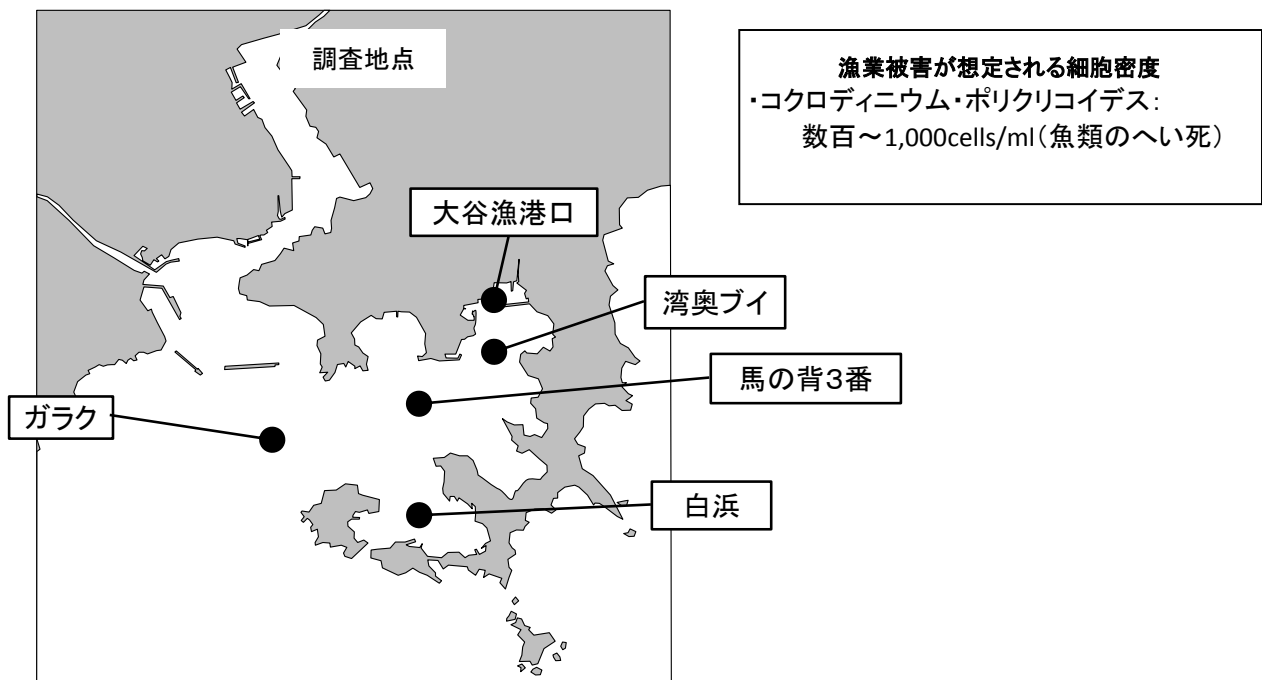 調査地点
漁業被害が想定される細胞密度
・コクロディニウム・ポリクリコイデス:
数百～1,000cells/ml(魚類のへい死)
大谷漁港口
湾奥ブイ
馬の背3番
ガラク
白浜